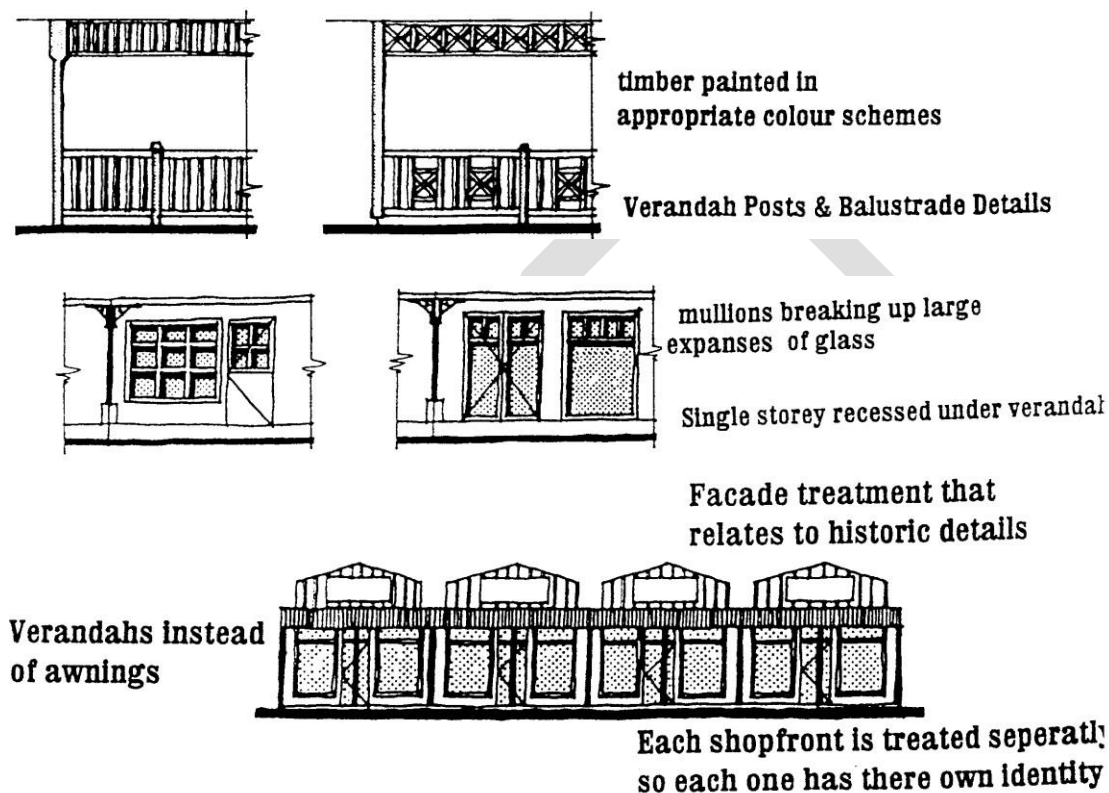 timber painted in
appropriate colour schemes
Verandah Posts & Balustrade Details
mullions breaking up large
expanses of glass
Single storey recessed under verandah
Facade treatment that
relates to historic details
Verandahs instead
of awnings
Each shopfront is treated seperatly
so each one has there own identity